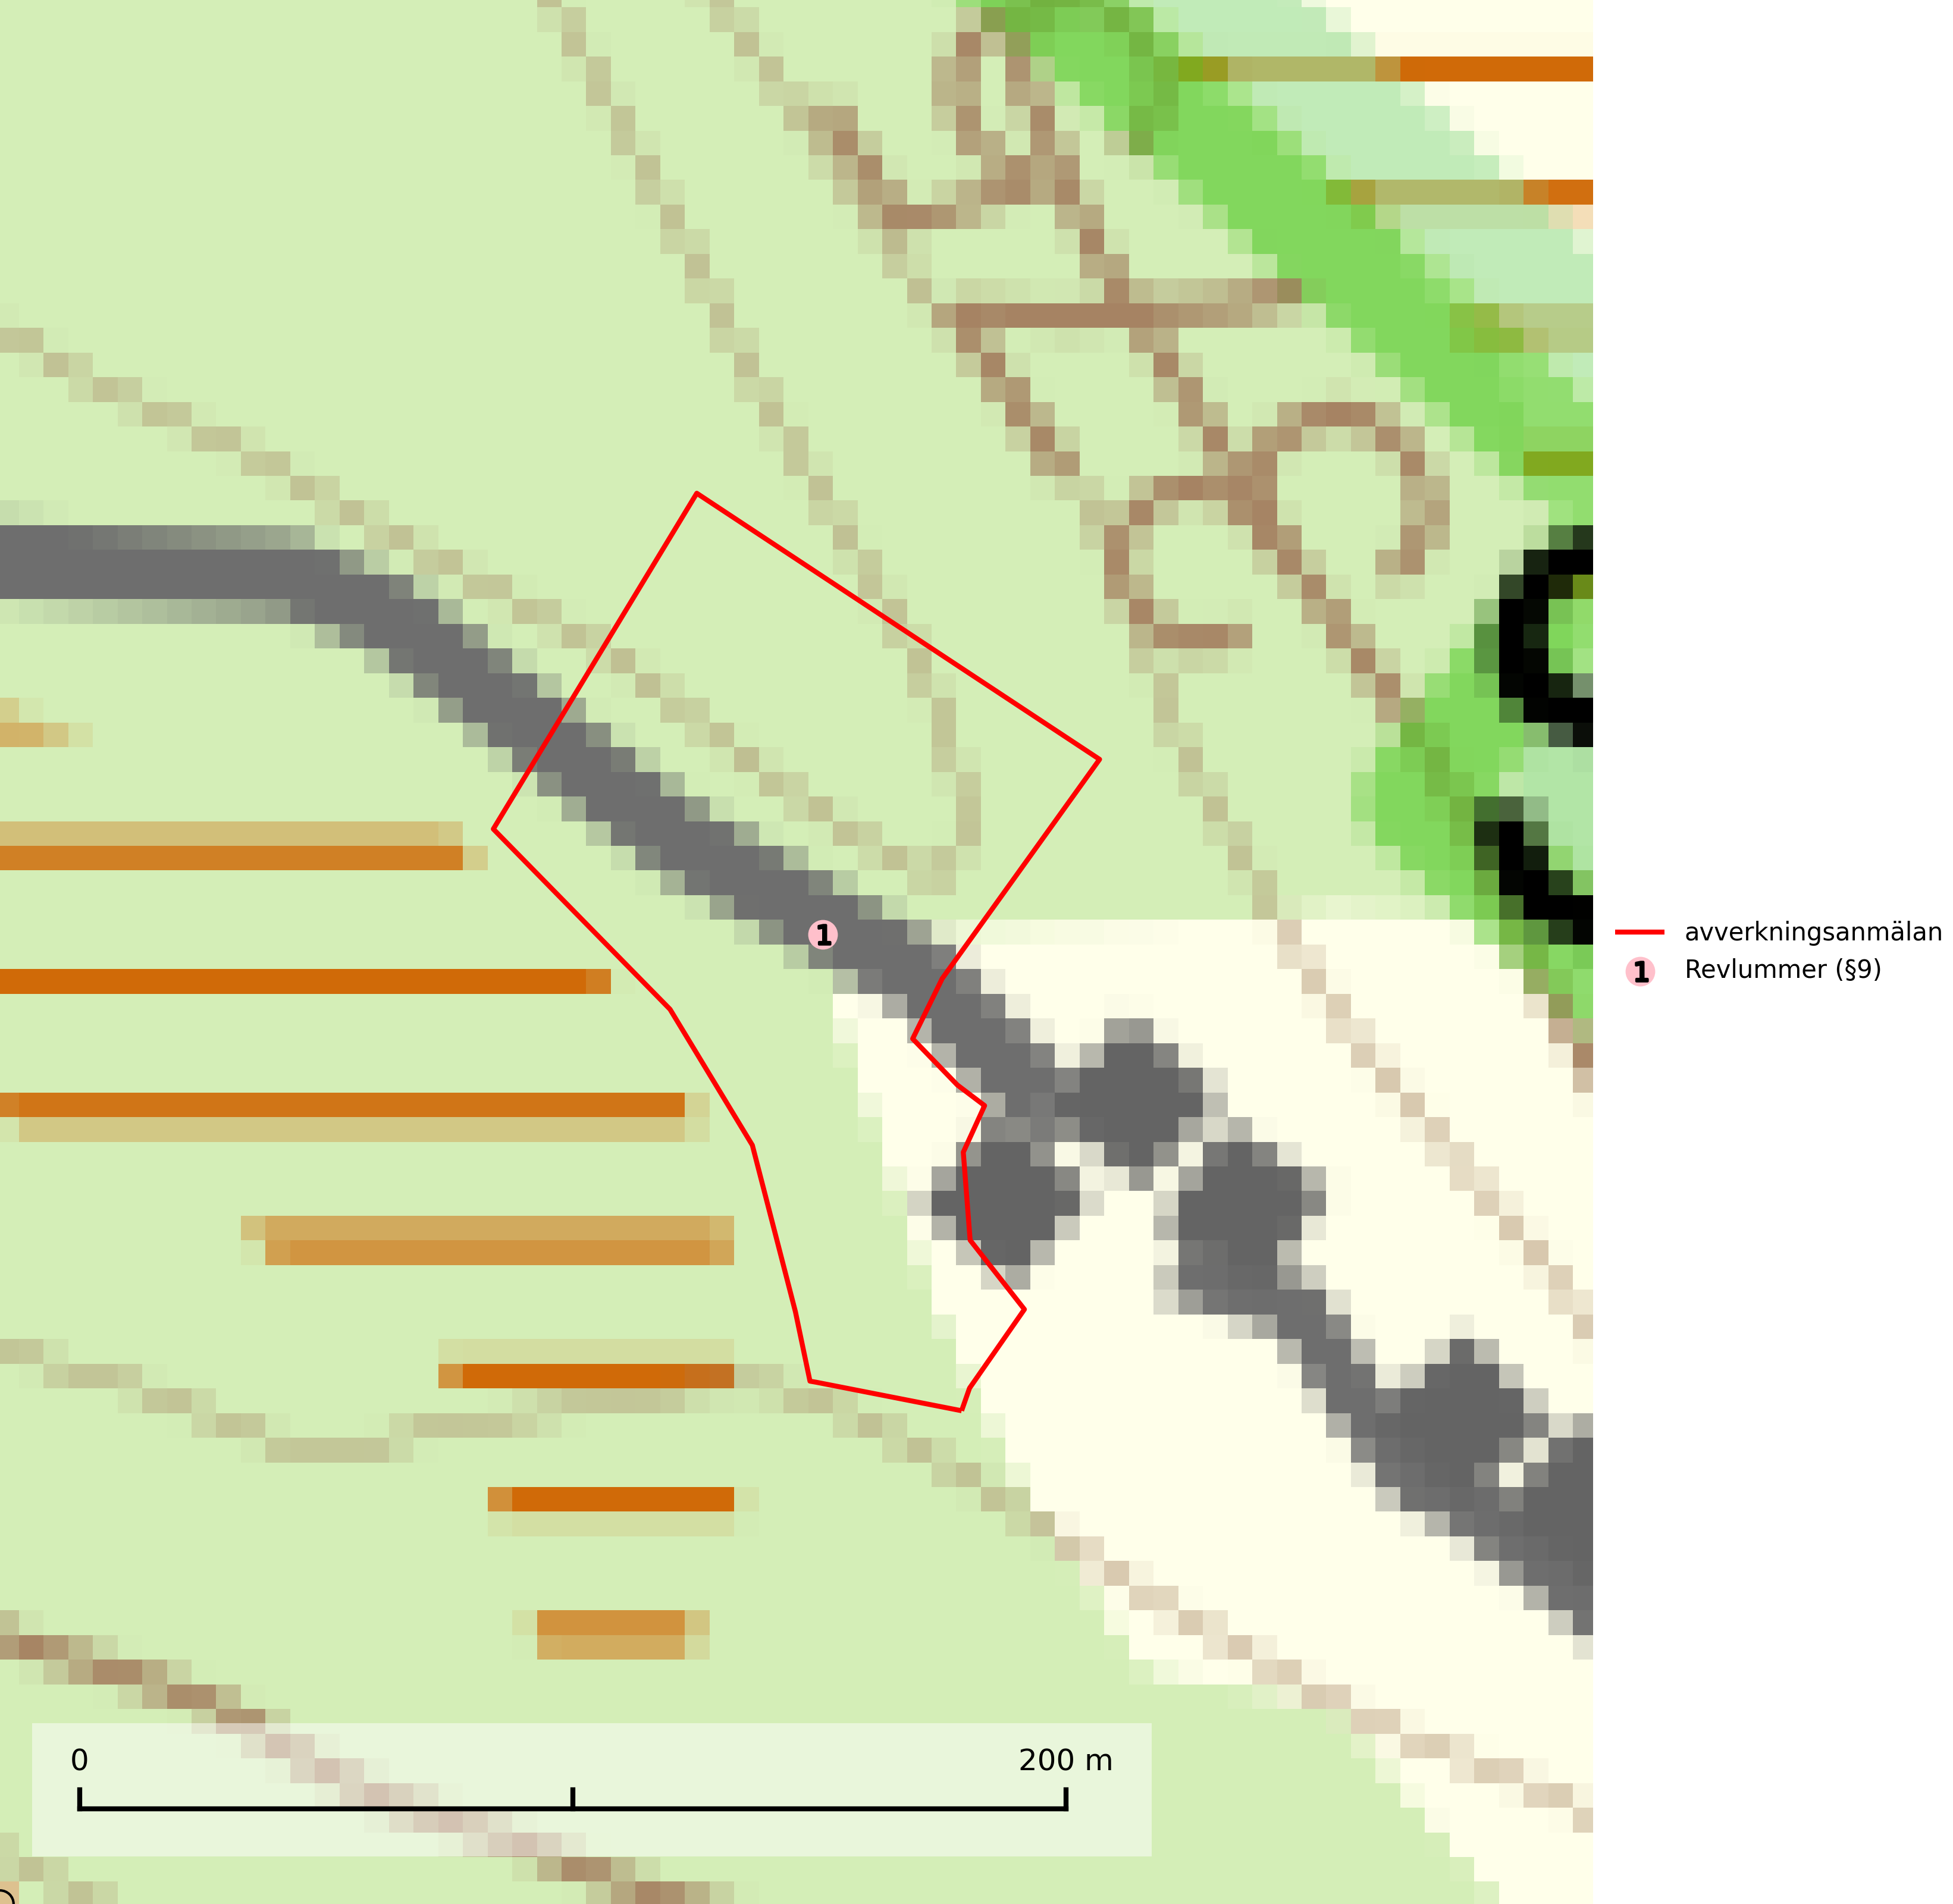 1
avverkningsanmälan
1 Revlummer (§9)
0 200 m